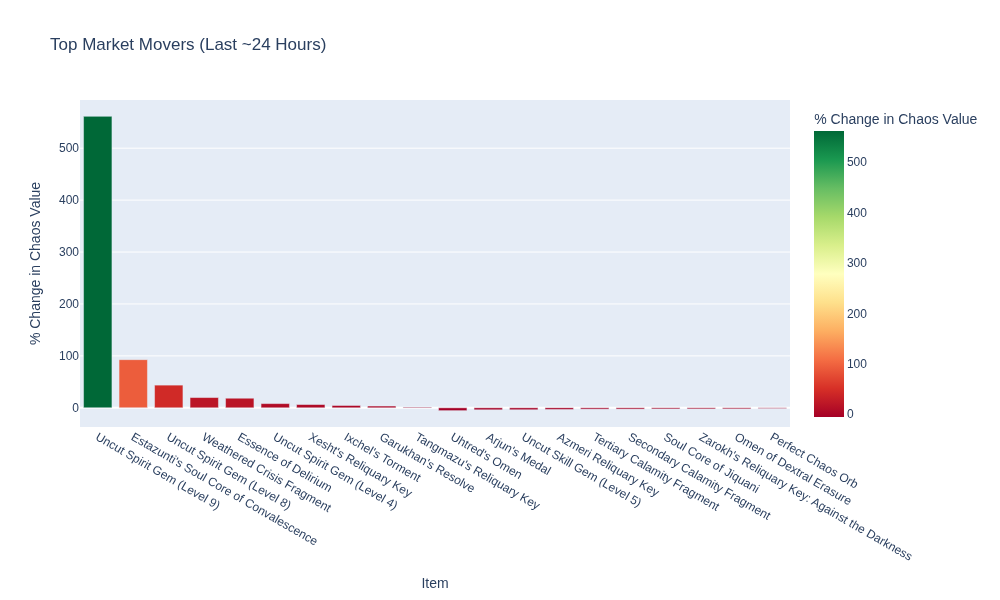 Top Market Movers (Last ~24 Hours)
% Change in Chaos Value
500
400
300
200
100
0
% Change in Chaos Value
500
400
300
200
100
0
Uncut Spirit Gem (Level 9)
Estazunti's Soul Core of Convalescence
Uncut Spirit Gem (Level 8)
Weathered Crisis Fragment
Essence of Delirium
Uncut Spirit Gem (Level 4)
Xesht's Reliquary Key
Ixchel's Torment
Garukhan's Resolve
Tangmazu's Reliquary Key
Uhtred's Omen
Arjun's Medal
Uncut Skill Gem (Level 5)
Azmeri Reliquary Key
Tertiary Calamity Fragment
Secondary Calamity Fragment
Soul Core of Jiquani
Zarokh's Reliquary Key: Against the Darkness
Omen of Dextral Erasure
Perfect Chaos Orb
Item